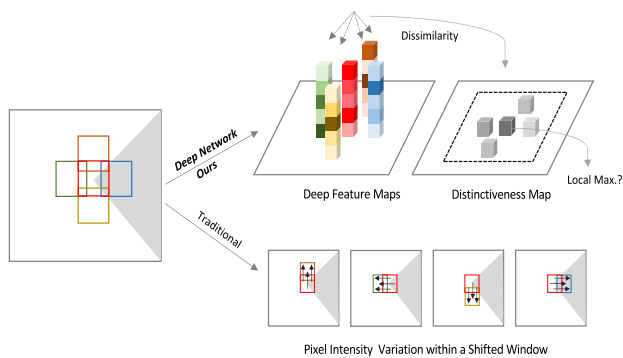 Dissimilarity
Deep Network
Ours
Deep Feature Maps
Distinctiveness Map
Local Max.?
Traditional
Pixel Intensity Variation within a Shifted Window